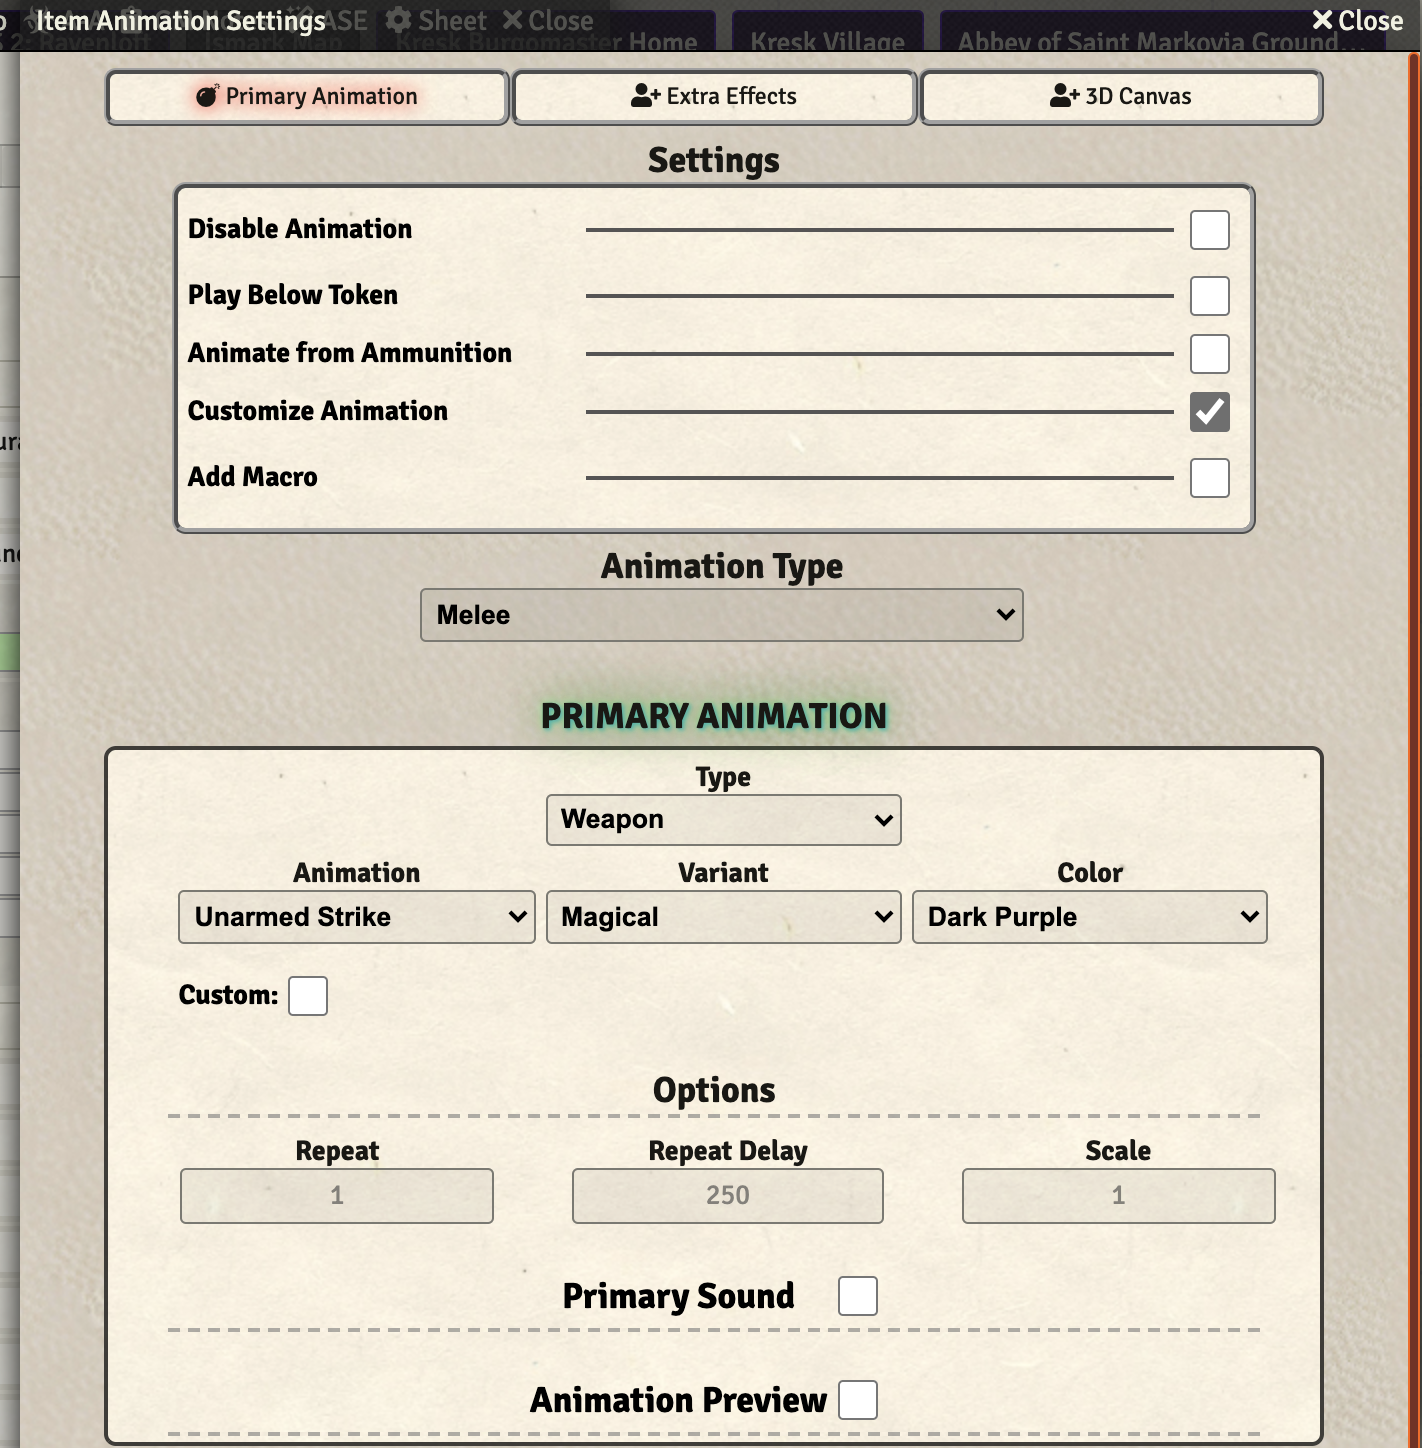 Item Animation Settings
ASE
Sheet
Close
Close
Home
Kresk Village
Abbey of Saint Markovia Ground...
Primary Animation
Extra Effects
3D Canvas
Settings
Disable Animation
Play Below Token
Animate from Ammunition
Customize Animation
Add Macro
Animation Type
Melee
PRIMARY ANIMATION
Type
Weapon
Animation
Variant
Color
Unarmed Strike
Magical
Dark Purple
Custom:
Options
Repeat
Repeat Delay
Scale
1
250
1
Primary Sound
Animation Preview